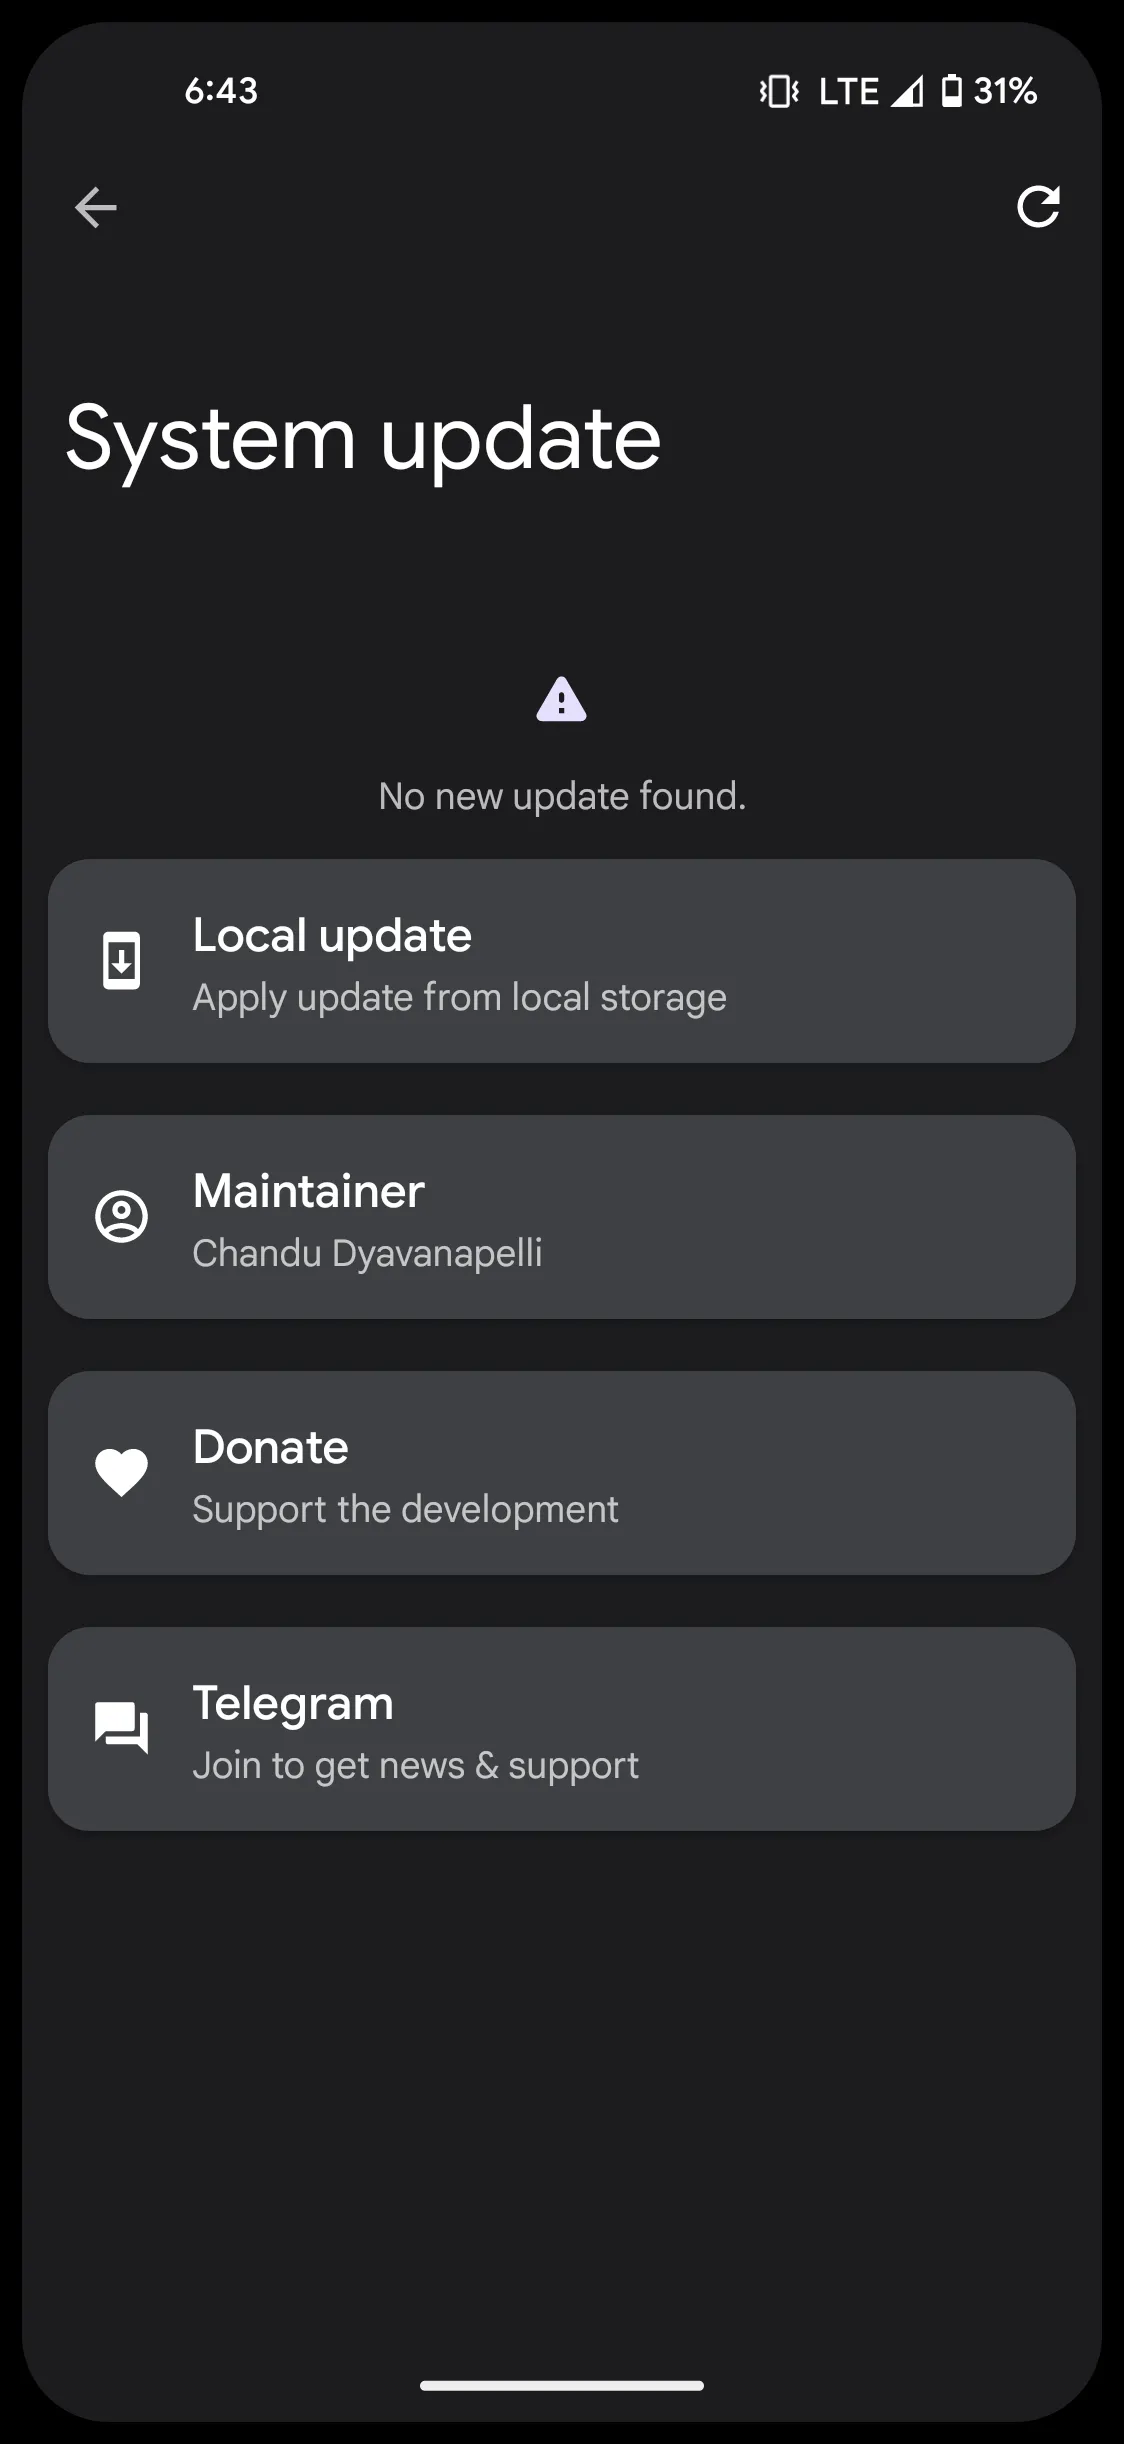 6:43 LTE 31%
System update
No new update found.
Local update
Apply update from local storage
Maintainer
Chandu Dyavanapelli
Donate
Support the development
Telegram
Join to get news & support